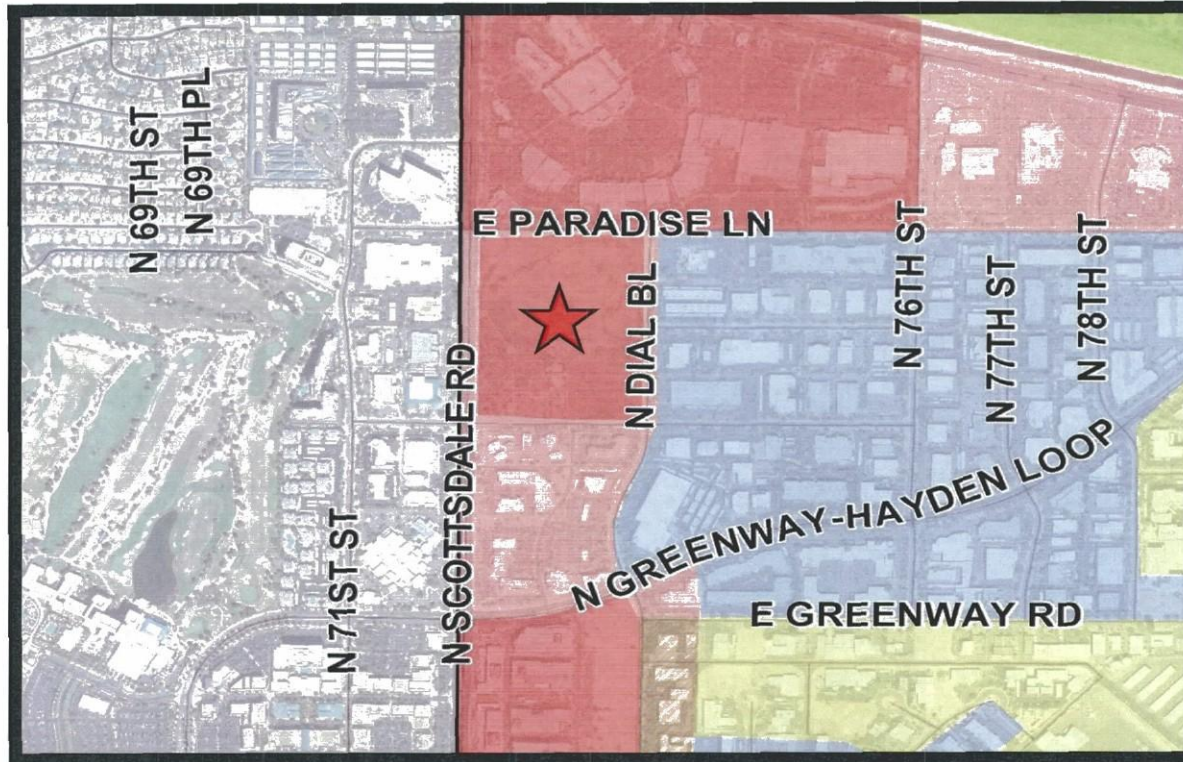 N 69TH ST
N 69TH PL
E PARADISE LN
N DIAL BL
N 76TH ST
N 77TH ST
N 78TH ST
N SCOTTSDALE RD
N 71ST ST
N GREENWAY-HAYDEN LOOP
E GREENWAY RD